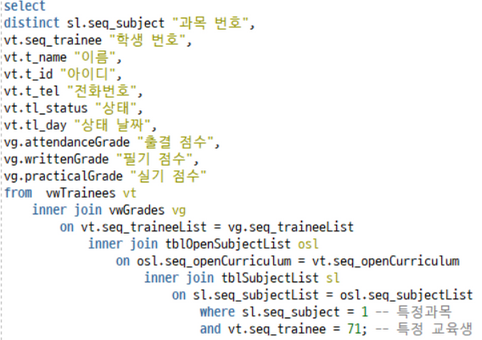 select
distinct sl.seq_subject "과목 번호",
vt.seq_trainee "학생 번호",
vt.t_name "이름",
vt.t_id "아이디",
vt.t_tel "전화번호",
vt.tl_status "상태",
vt.tl_day "상태 날짜",
vg.attendanceGrade "출결 점수",
vg.writtenGrade "필기 점수",
vg.practicalGrade "실기 점수"
from  vwTrainees vt
    inner join vwGrades vg
        on vt.seq_traineeList = vg.seq_traineeList
            inner join tblOpenSubjectList osl
                on osl.seq_openCurriculum = vt.seq_openCurriculum
                    inner join tblSubjectList sl
                        on sl.seq_subjectList = osl.seq_subjectList
                            where sl.seq_subject = 1 -- 특정과목
                            and vt.seq_trainee = 71; -- 특정 교육생